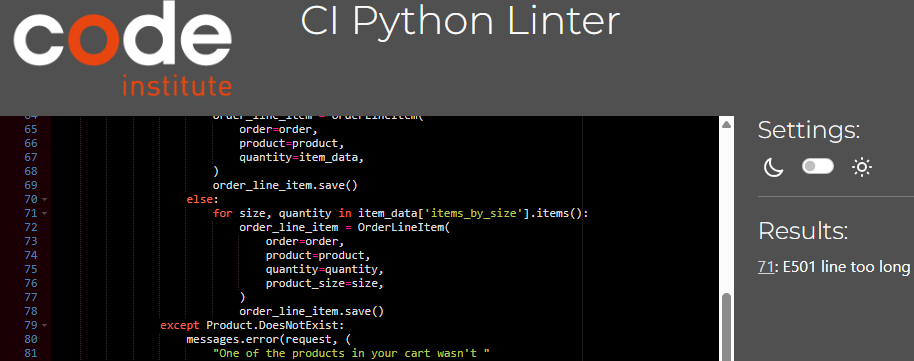 code
institute
CI Python Linter
64 order_line_item = OrderLineItem(
65 order=order,
66 product=product,
67 quantity=item_data,
68 )
69 order_line_item.save()
70 else:
71 for size, quantity in item_data['items_by_size'].items():
72 order_line_item = OrderLineItem(
73 order=order,
74 product=product,
75 quantity=quantity,
76 product_size=size,
77 )
78 order_line_item.save()
79 except Product.DoesNotExist:
80 messages.error(request, (
81 "One of the products in your cart wasn't "
Settings:
Results:
71: E501 line too long